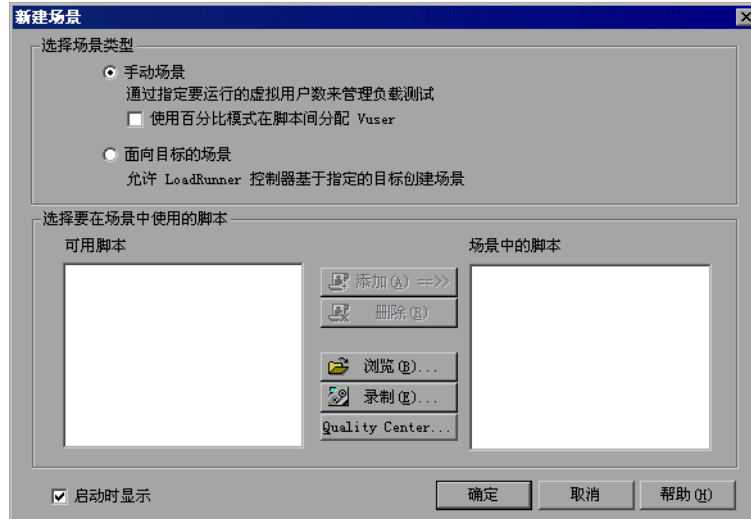 新建场景
选择场景类型
手动场景
通过指定要运行的虚拟用户数来管理负载测试
使用百分比模式在脚本间分配 Vuser
面向目标的场景
允许 LoadRunner 控制器基于指定的目标创建场景
选择要在场景中使用的脚本
可用脚本
场景中的脚本
添加(A) ==>>
删除(R)
浏览(B)...
录制(E)...
Quality Center...
启动时显示
确定
取消
帮助(H)